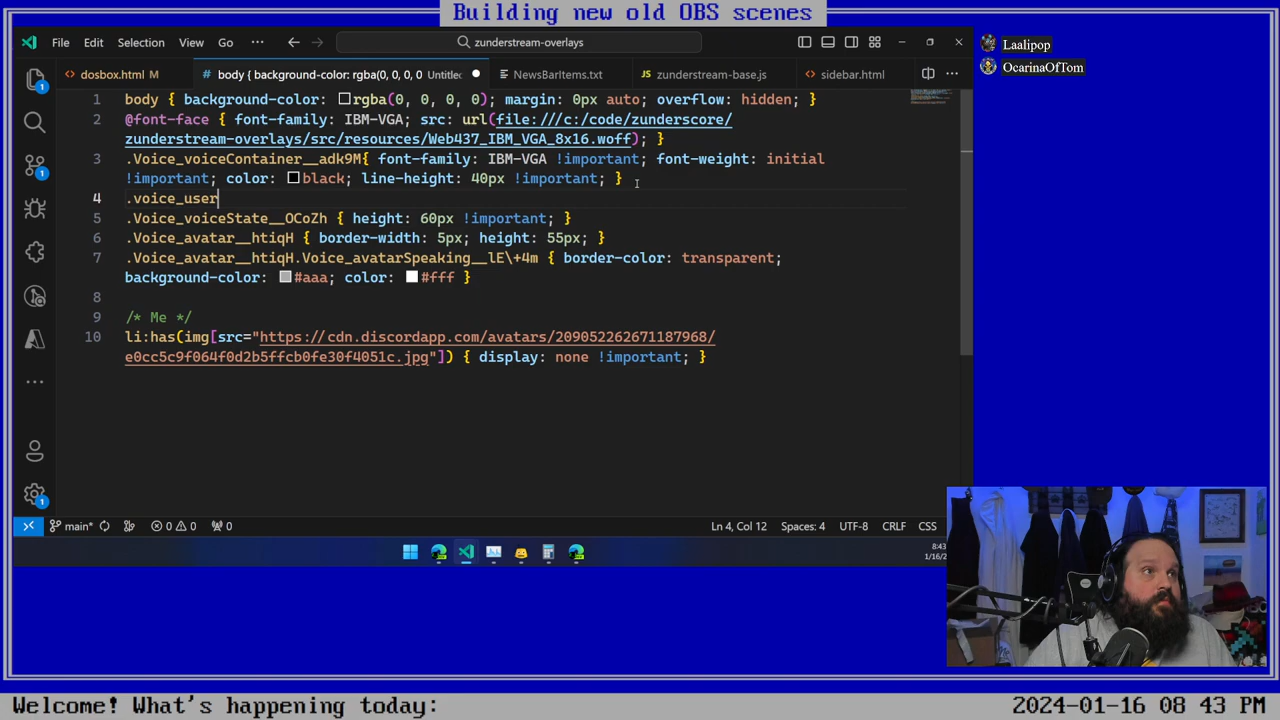 Building new old OBS scenes
File Edit Selection View Go ··· zunderstream-overlays
dosbox.html M # body { background-color: rgba(0, 0, 0, 0 Untitled NewsBarItems.txt JS zunderstream-base.js <> sidebar.html
Laalipop
OcarinaOfTom
1 body { background-color: rgba(0, 0, 0, 0); margin: 0px auto; overflow: hidden; }
2 @font-face { font-family: IBM-VGA; src: url(file:///c:/code/zunderscore/
zunderstream-overlays/src/resources/Web437_IBM_VGA_8x16.woff); }
3 .Voice_voiceContainer__adk9M{ font-family: IBM-VGA !important; font-weight: initial
!important; color: black; line-height: 40px !important; }
4 .voice_user
5 .Voice_voiceState__OCoZh { height: 60px !important; }
6 .Voice_avatar__htiqH { border-width: 5px; height: 55px; }
7 .Voice_avatar__htiqH.Voice_avatarSpeaking__lE\+4m { border-color: transparent;
background-color: #aaa; color: #fff }
8
9 /* Me */
10 li:has(img[src="https://cdn.discordapp.com/avatars/209052262671187968/
e0cc5c9f064f0d2b5ffcb0fe30f4051c.jpg"]) { display: none !important; }
main* 0 0 0 Ln 4, Col 12 Spaces: 4 UTF-8 CRLF CSS
8:43
1/16/2
Welcome! What's happening today: 2024-01-16 08 43 PM